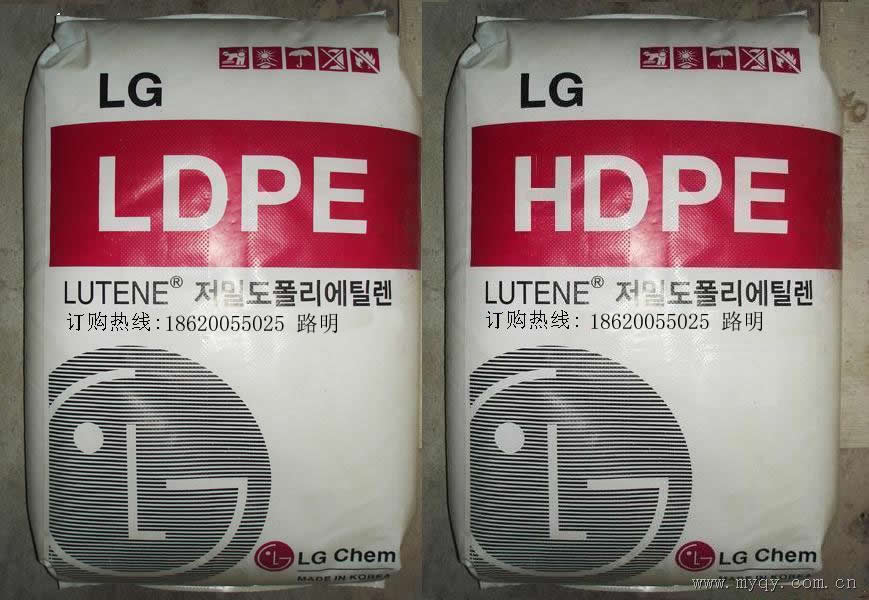 LG
LDPE
LUTENE® 저밀도폴리에틸렌
订购热线: 18620055025 路明
LG Chem
MADE IN KOREA
LG
HDPE
LUTENE® 저밀도폴리에틸렌
订购热线: 18620055025 路明
LG Chem
www.myqy.com.cn